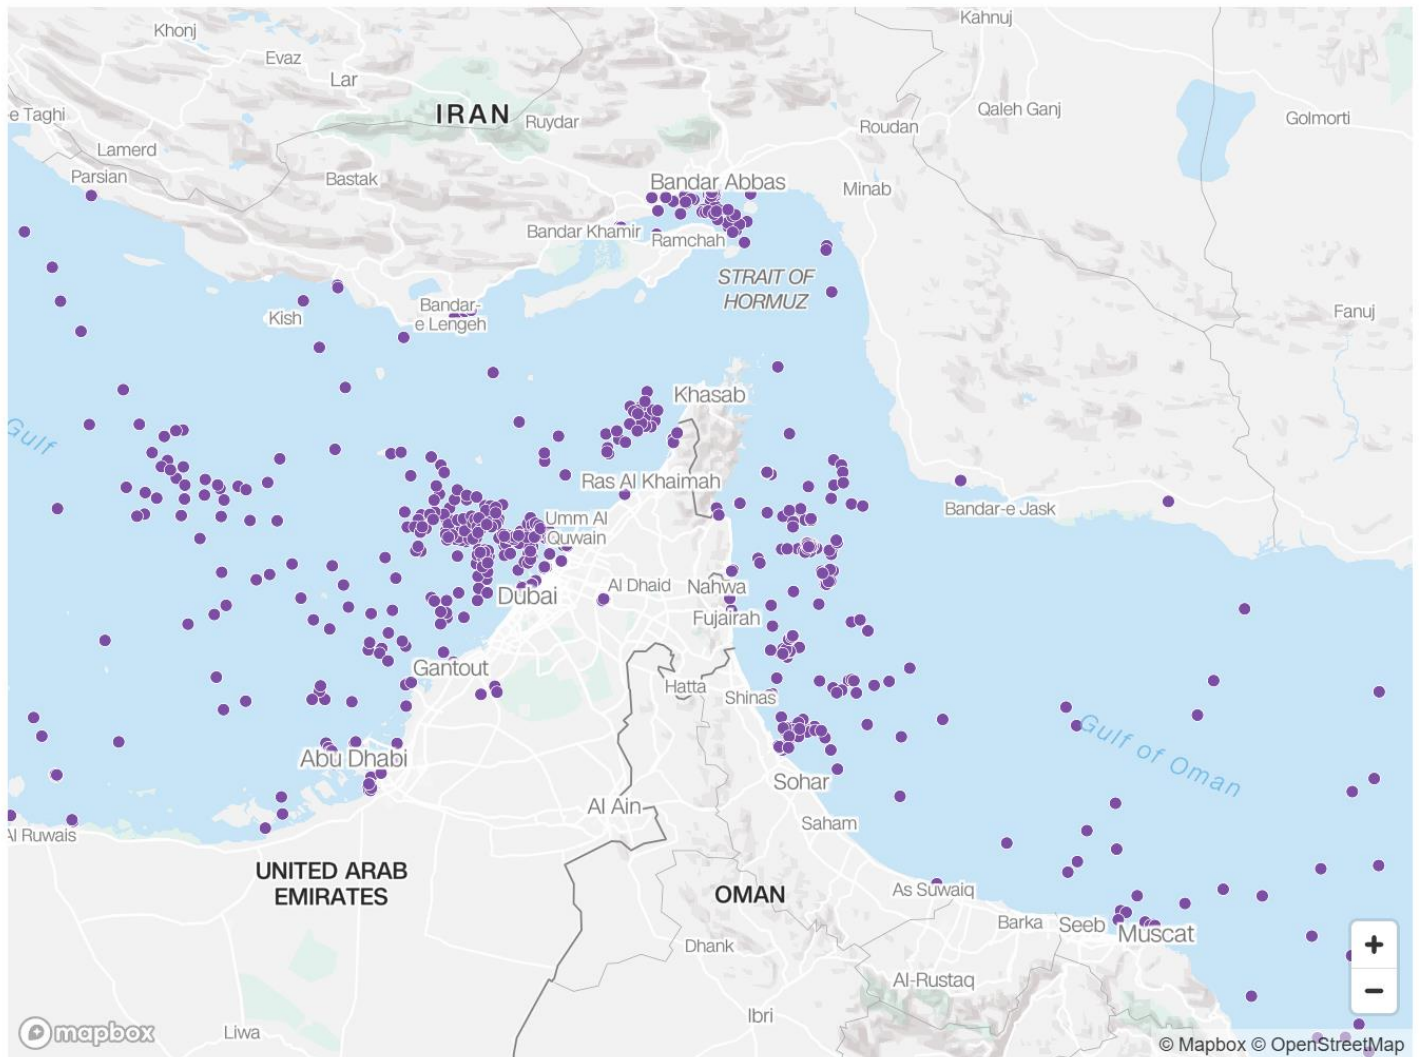 Kahnuj
Khonj
Evaz
Lar
IRAN
Ruydar
Qaleh Ganj
e Taghi
Golmorti
Roudan
Lamerd
Parsian
Bastak
Bandar Abbas
Minab
Bandar Khamir
Ramchah
STRAIT OF
HORMUZ
Kish
Bandar-
e Lengeh
Fanuj
Khasab
Gulf
Ras Al Khaimah
Bandar-e Jask
Umm Al
Quwain
Al Dhaid
Nahwa
Dubai
Fujairah
Gantout
Hatta
Shinas
Gulf of Oman
Abu Dhabi
Sohar
Al Ain
Saham
Al Ruwais
UNITED ARAB
EMIRATES
OMAN
As Suwaiq
Barka
Seeb
Muscat
Dhank
Al-Rustaq
Ibri
Liwa
+
−
mapbox
© Mapbox © OpenStreetMap